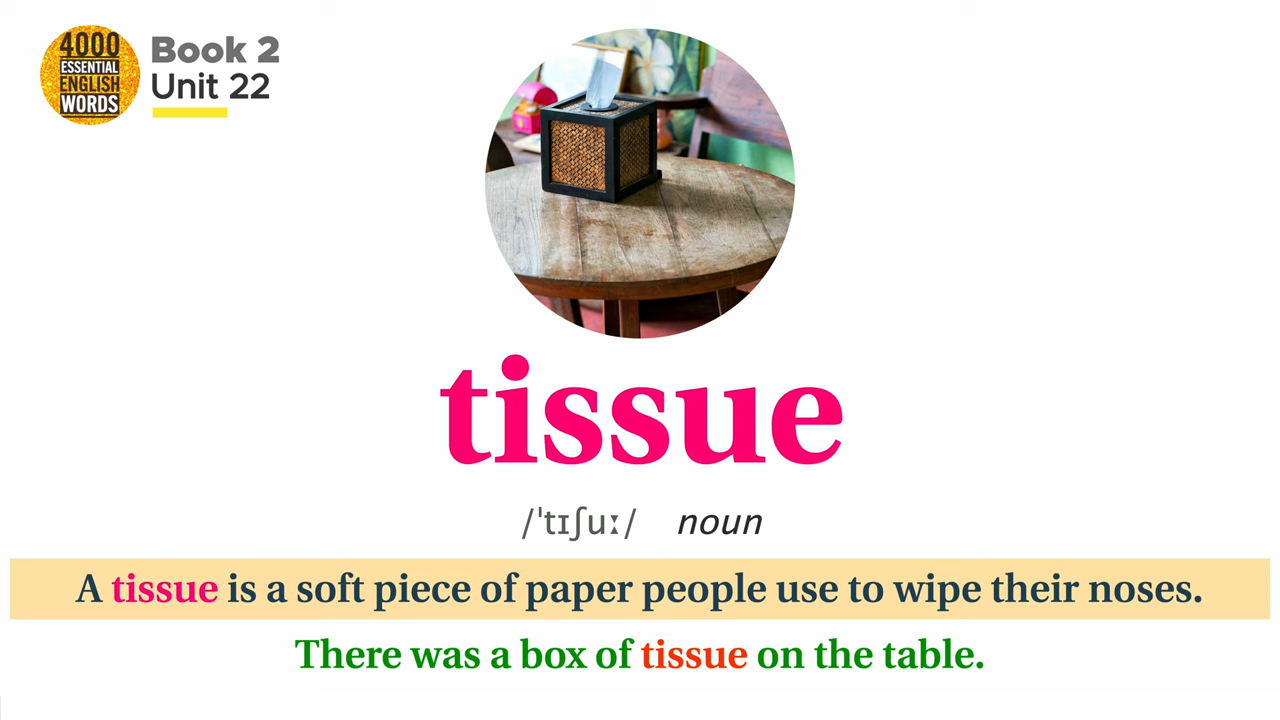 4000
ESSENTIAL
ENGLISH
WORDS
Book 2
Unit 22
tissue
/ˈtɪʃuː/ noun
A tissue is a soft piece of paper people use to wipe their noses.
There was a box of tissue on the table.